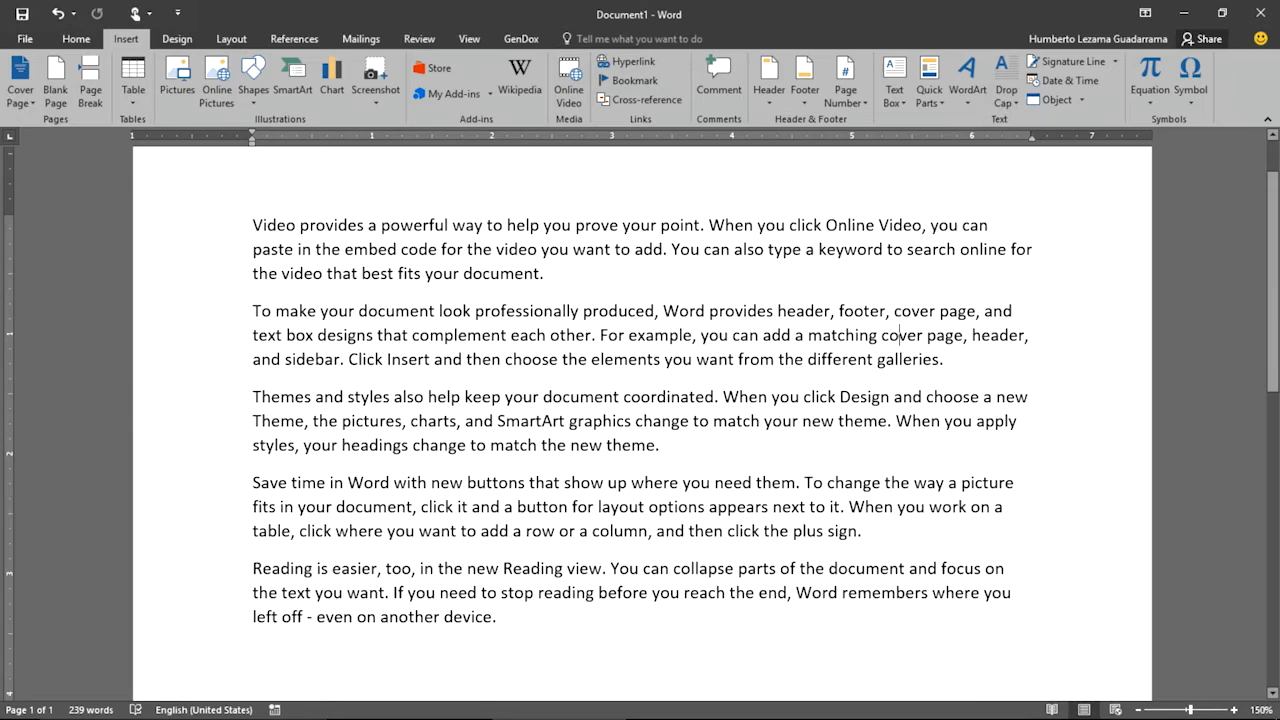 Document1 - Word
File Home Insert Design Layout References Mailings Review View GenDox Tell me what you want to do Humberto Lezama Guadarrama Share
Cover Page Blank Page Page Break Table Pictures Online Pictures Shapes SmartArt Chart Screenshot Store My Add-ins W Wikipedia Online Video Hyperlink Bookmark Cross-reference Comment Header Footer # Page Number A Text Box Quick Parts A WordArt A Drop Cap Signature Line Date & Time Object π Equation Ω Symbol
Pages Tables Illustrations Add-ins Media Links Comments Header & Footer Text Symbols
L 1 1 2 3 4 5 6 7
Video provides a powerful way to help you prove your point. When you click Online Video, you can
paste in the embed code for the video you want to add. You can also type a keyword to search online for
the video that best fits your document.
To make your document look professionally produced, Word provides header, footer, cover page, and
text box designs that complement each other. For example, you can add a matching cover page, header,
and sidebar. Click Insert and then choose the elements you want from the different galleries.
Themes and styles also help keep your document coordinated. When you click Design and choose a new
Theme, the pictures, charts, and SmartArt graphics change to match your new theme. When you apply
styles, your headings change to match the new theme.
Save time in Word with new buttons that show up where you need them. To change the way a picture
fits in your document, click it and a button for layout options appears next to it. When you work on a
table, click where you want to add a row or a column, and then click the plus sign.
Reading is easier, too, in the new Reading view. You can collapse parts of the document and focus on
the text you want. If you need to stop reading before you reach the end, Word remembers where you
left off - even on another device.
1
2
3
4
Page 1 of 1 239 words English (United States) 150%